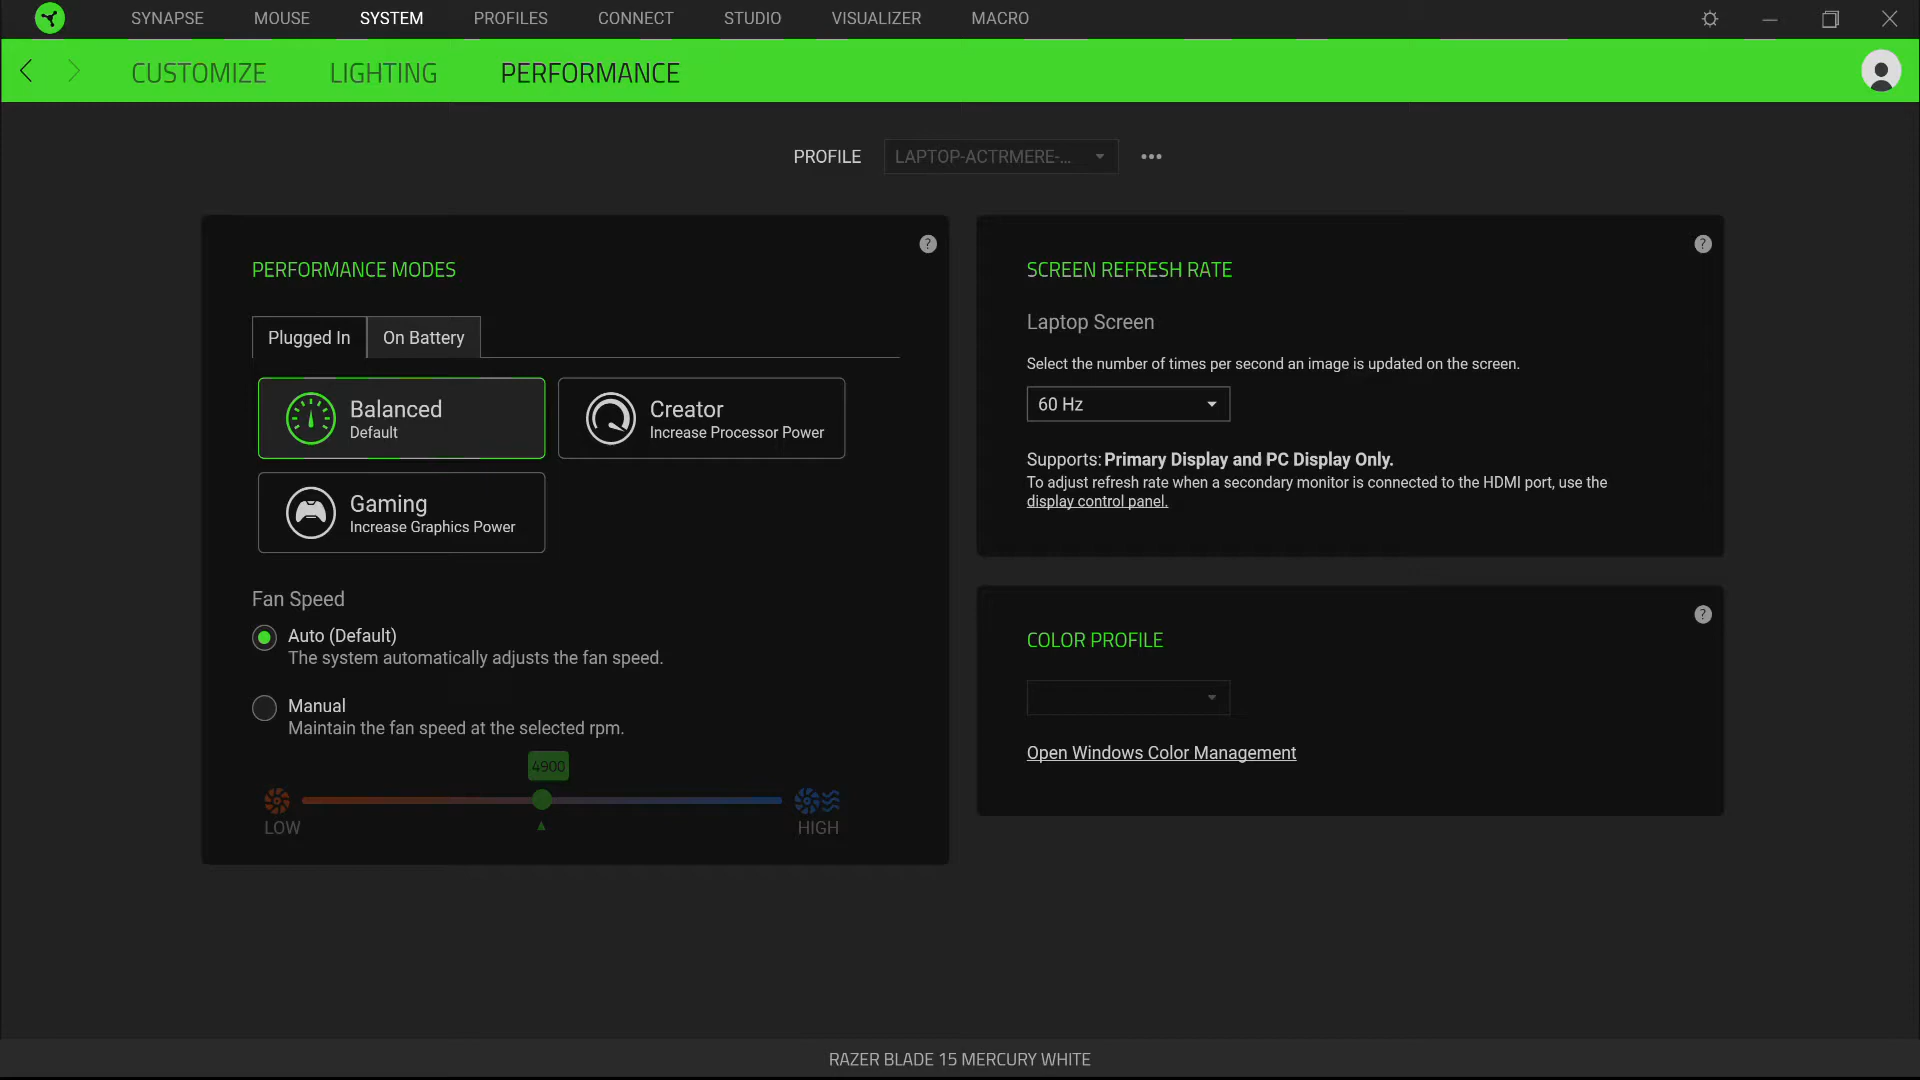 SYNAPSE MOUSE SYSTEM PROFILES CONNECT STUDIO VISUALIZER MACRO
CUSTOMIZE LIGHTING PERFORMANCE
PROFILE LAPTOP-ACTRMERE-... •••
PERFORMANCE MODES
?
Plugged In On Battery
Balanced
Default
Creator
Increase Processor Power
Gaming
Increase Graphics Power
Fan Speed
Auto (Default)
The system automatically adjusts the fan speed.
Manual
Maintain the fan speed at the selected rpm.
4900
LOW HIGH
SCREEN REFRESH RATE
?
Laptop Screen
Select the number of times per second an image is updated on the screen.
60 Hz
Supports: Primary Display and PC Display Only.
To adjust refresh rate when a secondary monitor is connected to the HDMI port, use the
display control panel.
COLOR PROFILE
?
Open Windows Color Management
RAZER BLADE 15 MERCURY WHITE